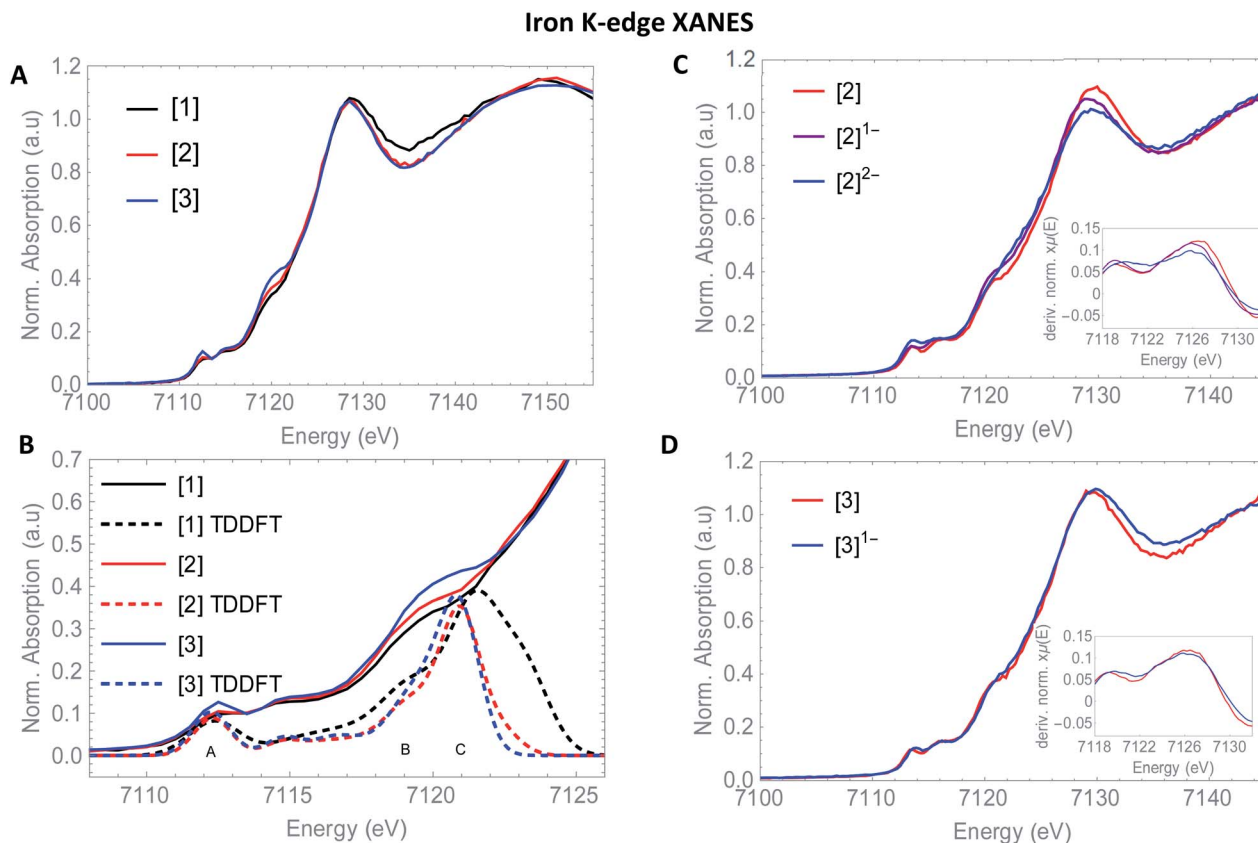 Iron K-edge XANES
A
[1]
[2]
[3]
Norm. Absorption (a.u)
1.2
1.0
0.8
0.6
0.4
0.2
0.0
7100 7110 7120 7130 7140 7150
Energy (eV)
B
[1]
[1] TDDFT
[2]
[2] TDDFT
[3]
[3] TDDFT
Norm. Absorption (a.u)
0.7
0.6
0.5
0.4
0.3
0.2
0.1
0.0
A B C
7110 7115 7120 7125
Energy (eV)
C
[2]
[2]¹⁻
[2]²⁻
Norm. Absorption (a.u)
1.2
1.0
0.8
0.6
0.4
0.2
0.0
7100 7110 7120 7130 7140
Energy (eV)
deriv. norm. xμ(E)
0.15
0.1
0.05
0
−0.05
7118 7122 7126 7130
Energy (eV)
D
[3]
[3]¹⁻
Norm. Absorption (a.u)
1.2
1.0
0.8
0.6
0.4
0.2
0.0
7100 7110 7120 7130 7140
Energy (eV)
deriv. norm. xμ(E)
0.15
0.1
0.05
0
−0.05
7118 7122 7126 7130
Energy (eV)